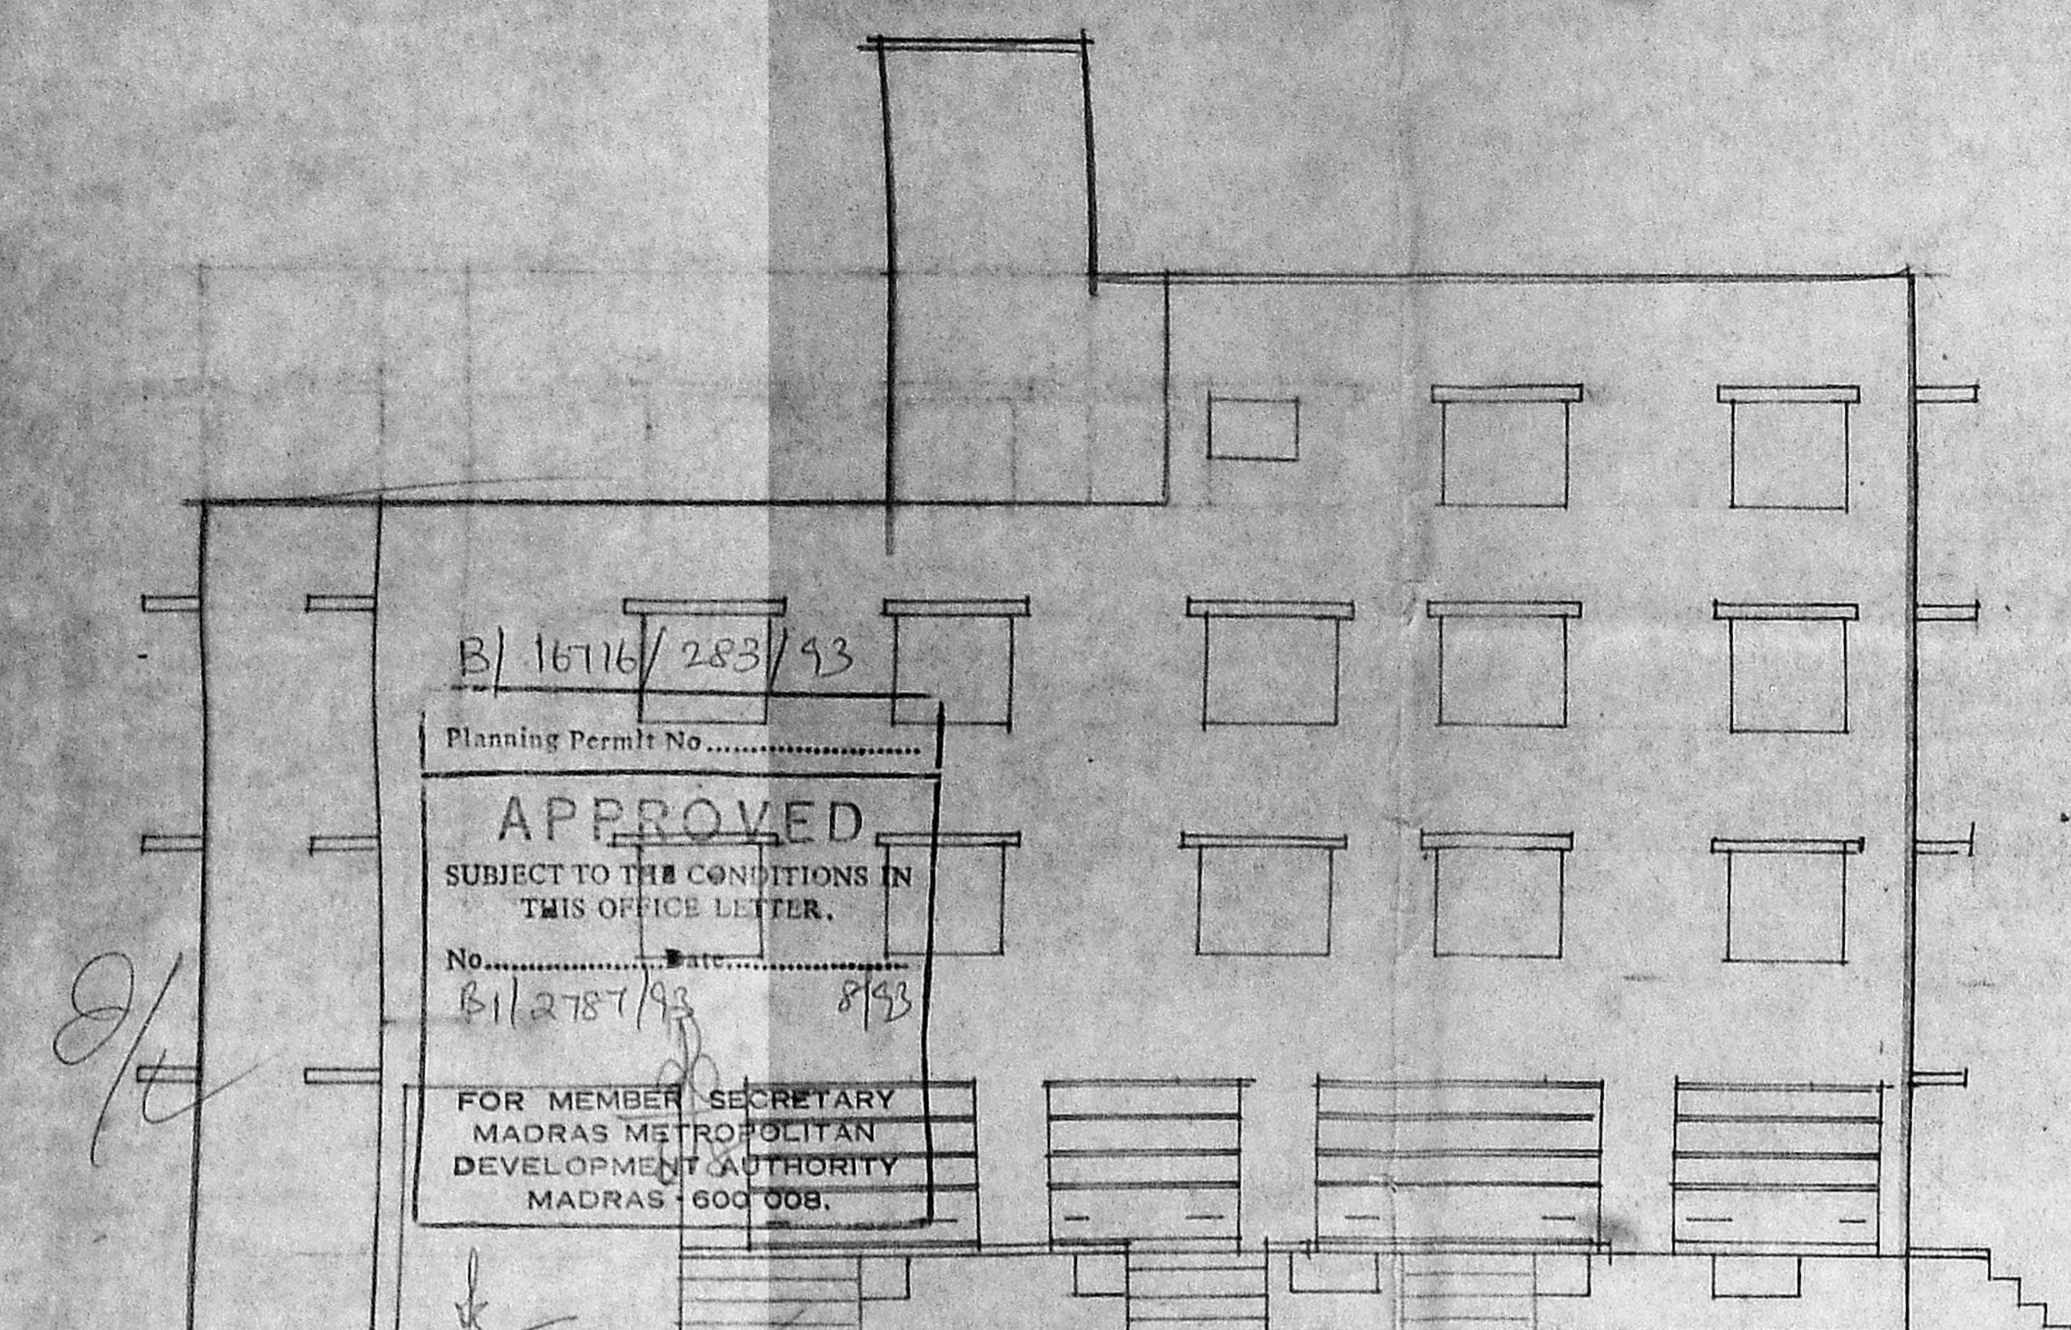 B/ 16716/ 283/93
Planning Permit No..........................
APPROVED
SUBJECT TO THE CONDITIONS IN
THIS OFFICE LETTER.
No......................Date......................
B1/2787/93 8/93
FOR MEMBER SECRETARY
MADRAS METROPOLITAN
DEVELOPMENT AUTHORITY
MADRAS - 600 008.